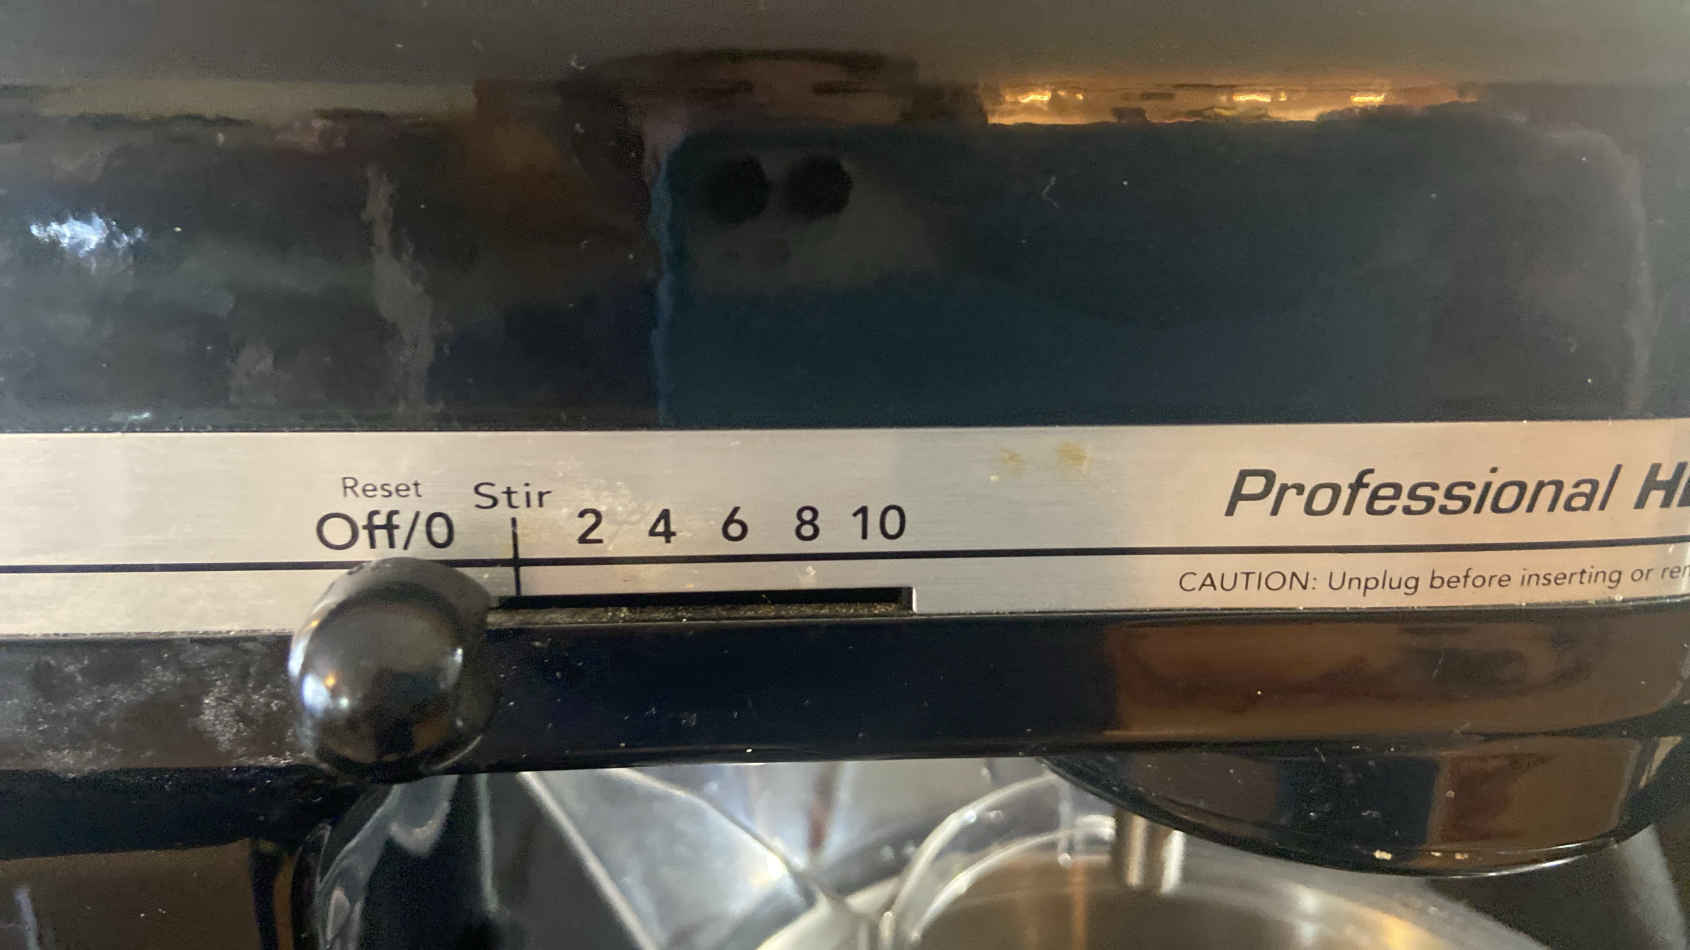 Reset
Off/0
Stir
2 4 6 8 10
Professional
CAUTION: Unplug before inserting or